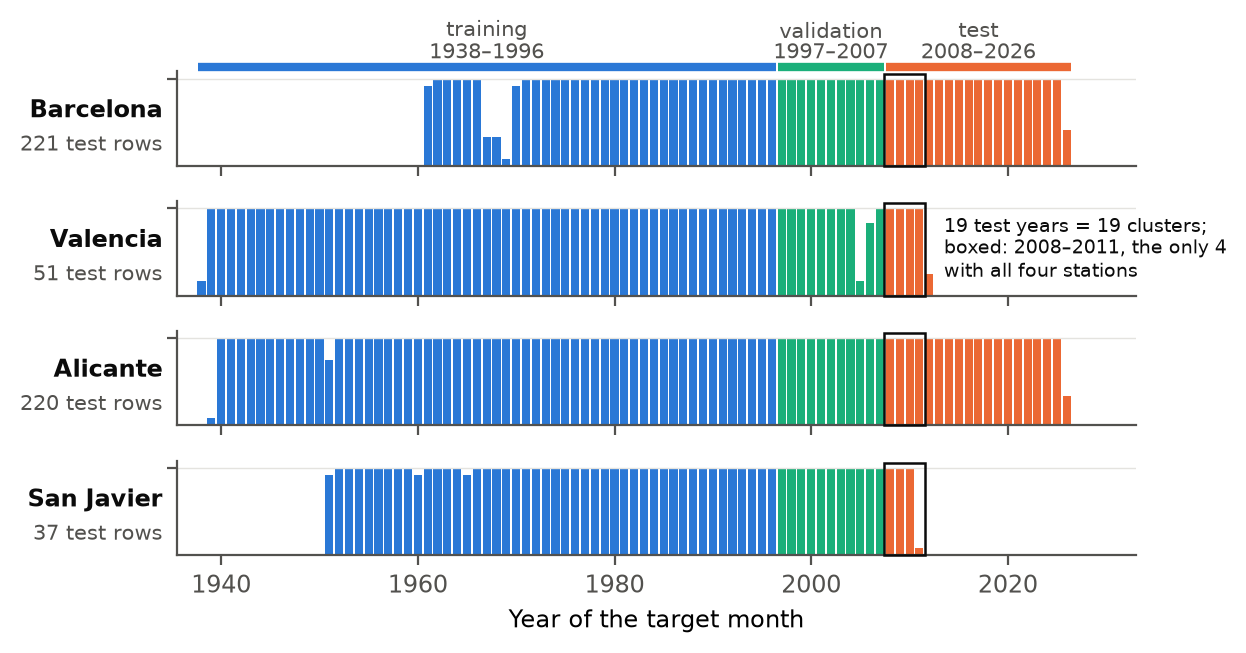 training
1938–1996
validation
1997–2007
test
2008–2026
Barcelona
221 test rows
Valencia
51 test rows
19 test years = 19 clusters;
boxed: 2008–2011, the only 4
with all four stations
Alicante
220 test rows
San Javier
37 test rows
1940 1960 1980 2000 2020
Year of the target month